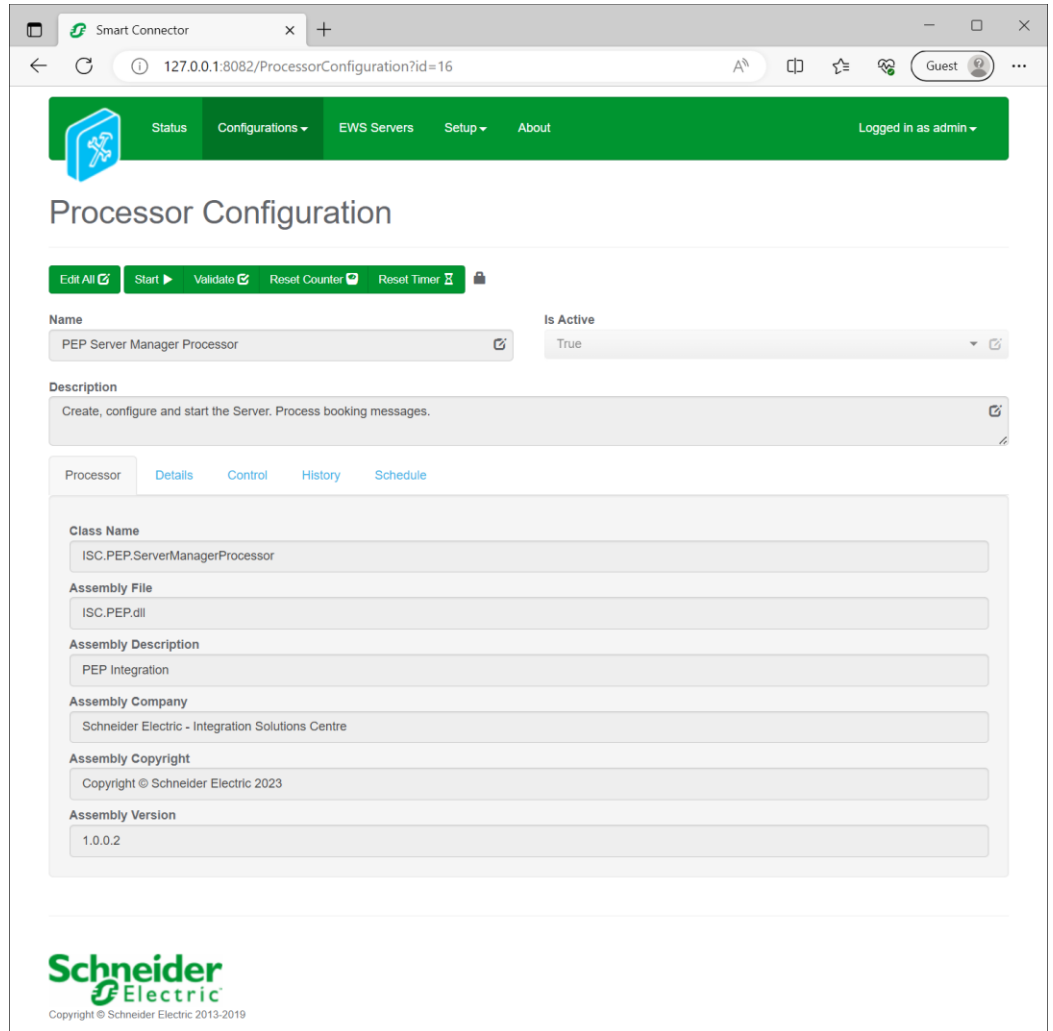 Smart Connector
127.0.0.1:8082/ProcessorConfiguration?id=16
Guest
Status Configurations EWS Servers Setup About Logged in as admin
Processor Configuration
Edit All Start Validate Reset Counter Reset Timer
Name Is Active
PEP Server Manager Processor True
Description
Create, configure and start the Server. Process booking messages.
Processor Details Control History Schedule
Class Name
ISC.PEP.ServerManagerProcessor
Assembly File
ISC.PEP.dll
Assembly Description
PEP Integration
Assembly Company
Schneider Electric - Integration Solutions Centre
Assembly Copyright
Copyright © Schneider Electric 2023
Assembly Version
1.0.0.2
Schneider
Electric
Copyright © Schneider Electric 2013-2019